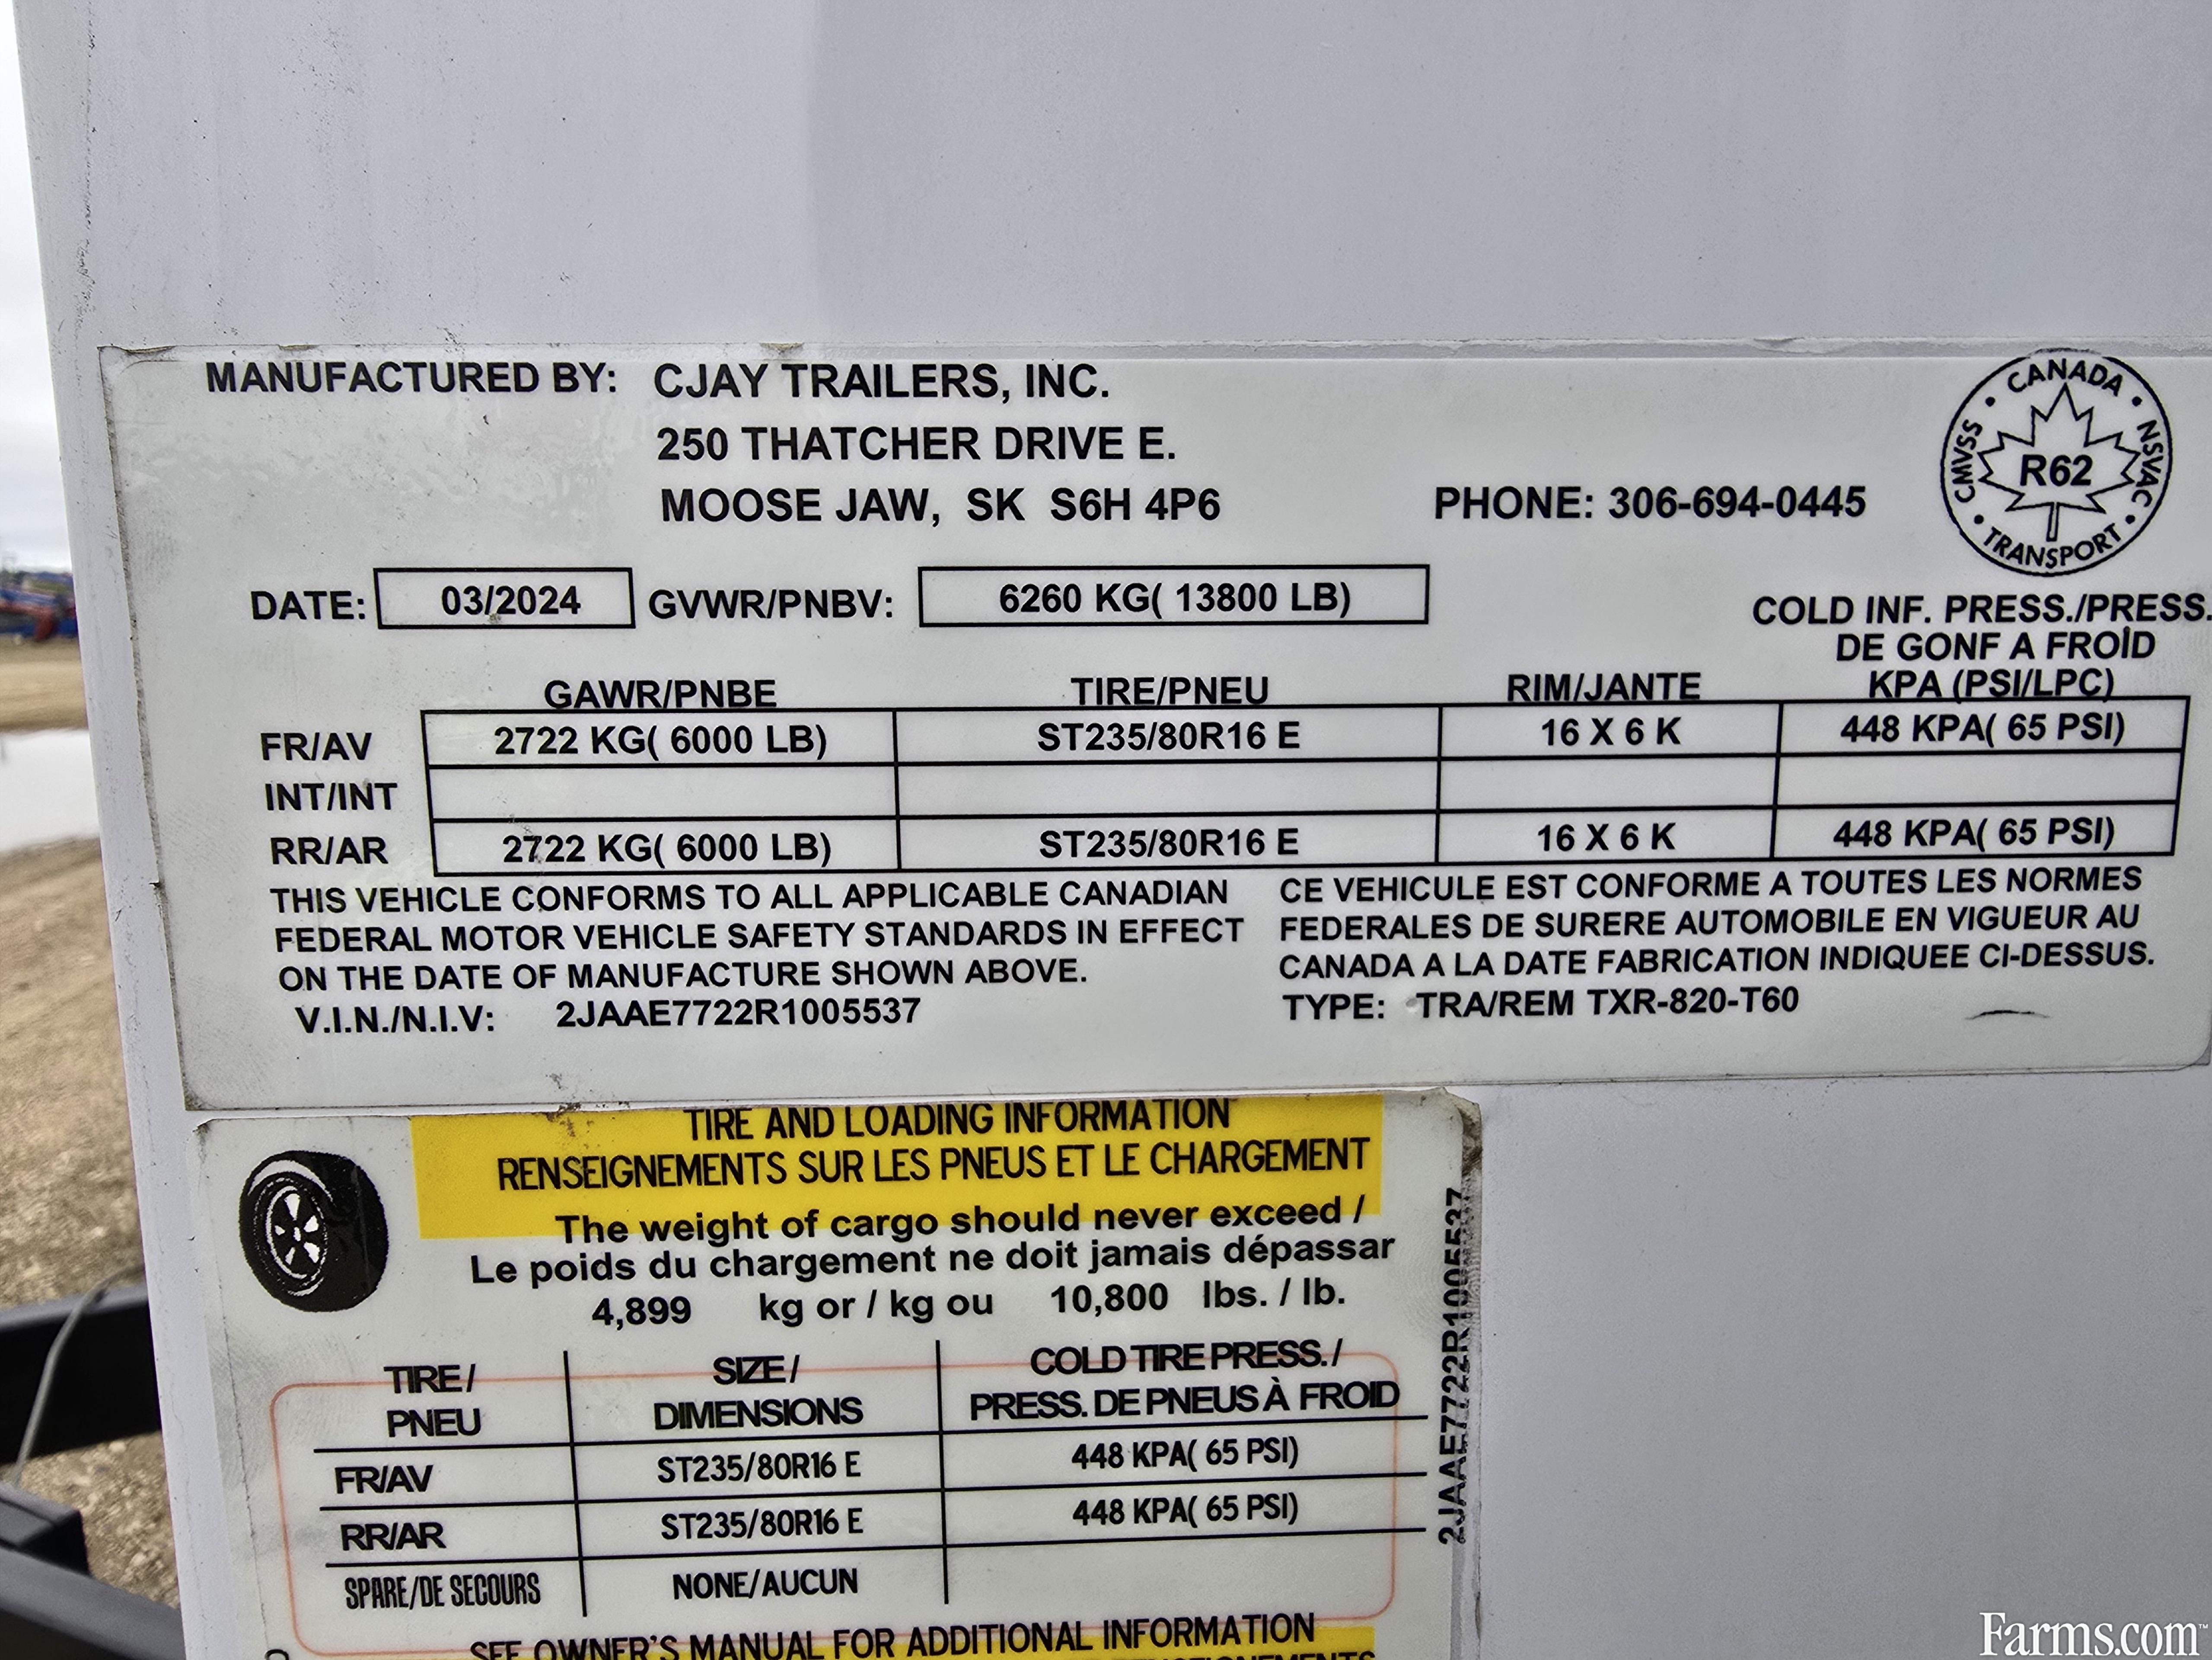 MANUFACTURED BY: CJAY TRAILERS, INC.
250 THATCHER DRIVE E.
MOOSE JAW, SK S6H 4P6
PHONE: 306-694-0445
CANADA • NSVAC • TRANSPORT • CMVSS •
R62
DATE: 03/2024 GVWR/PNBV: 6260 KG( 13800 LB)
COLD INF. PRESS./PRESS.
DE GONF A FROID
GAWR/PNBE TIRE/PNEU RIM/JANTE KPA (PSI/LPC)
FR/AV 2722 KG( 6000 LB) ST235/80R16 E 16 X 6 K 448 KPA( 65 PSI)
INT/INT
RR/AR 2722 KG( 6000 LB) ST235/80R16 E 16 X 6 K 448 KPA( 65 PSI)
THIS VEHICLE CONFORMS TO ALL APPLICABLE CANADIAN
FEDERAL MOTOR VEHICLE SAFETY STANDARDS IN EFFECT
ON THE DATE OF MANUFACTURE SHOWN ABOVE.
CE VEHICULE EST CONFORME A TOUTES LES NORMES
FEDERALES DE SURERE AUTOMOBILE EN VIGUEUR AU
CANADA A LA DATE FABRICATION INDIQUEE CI-DESSUS.
V.I.N./N.I.V: 2JAAE7722R1005537
TYPE: TRA/REM TXR-820-T60
TIRE AND LOADING INFORMATION
RENSEIGNEMENTS SUR LES PNEUS ET LE CHARGEMENT
The weight of cargo should never exceed /
Le poids du chargement ne doit jamais dépassar
4,899 kg or / kg ou 10,800 lbs. / lb.
TIRE / SIZE / COLD TIRE PRESS. /
PNEU DIMENSIONS PRESS. DE PNEUS À FROID
FR/AV ST235/80R16 E 448 KPA( 65 PSI)
RR/AR ST235/80R16 E 448 KPA( 65 PSI)
SPARE/DE SECOURS NONE/AUCUN
2JAAE7722R1005537
SEE OWNER'S MANUAL FOR ADDITIONAL INFORMATION
Farms.com™